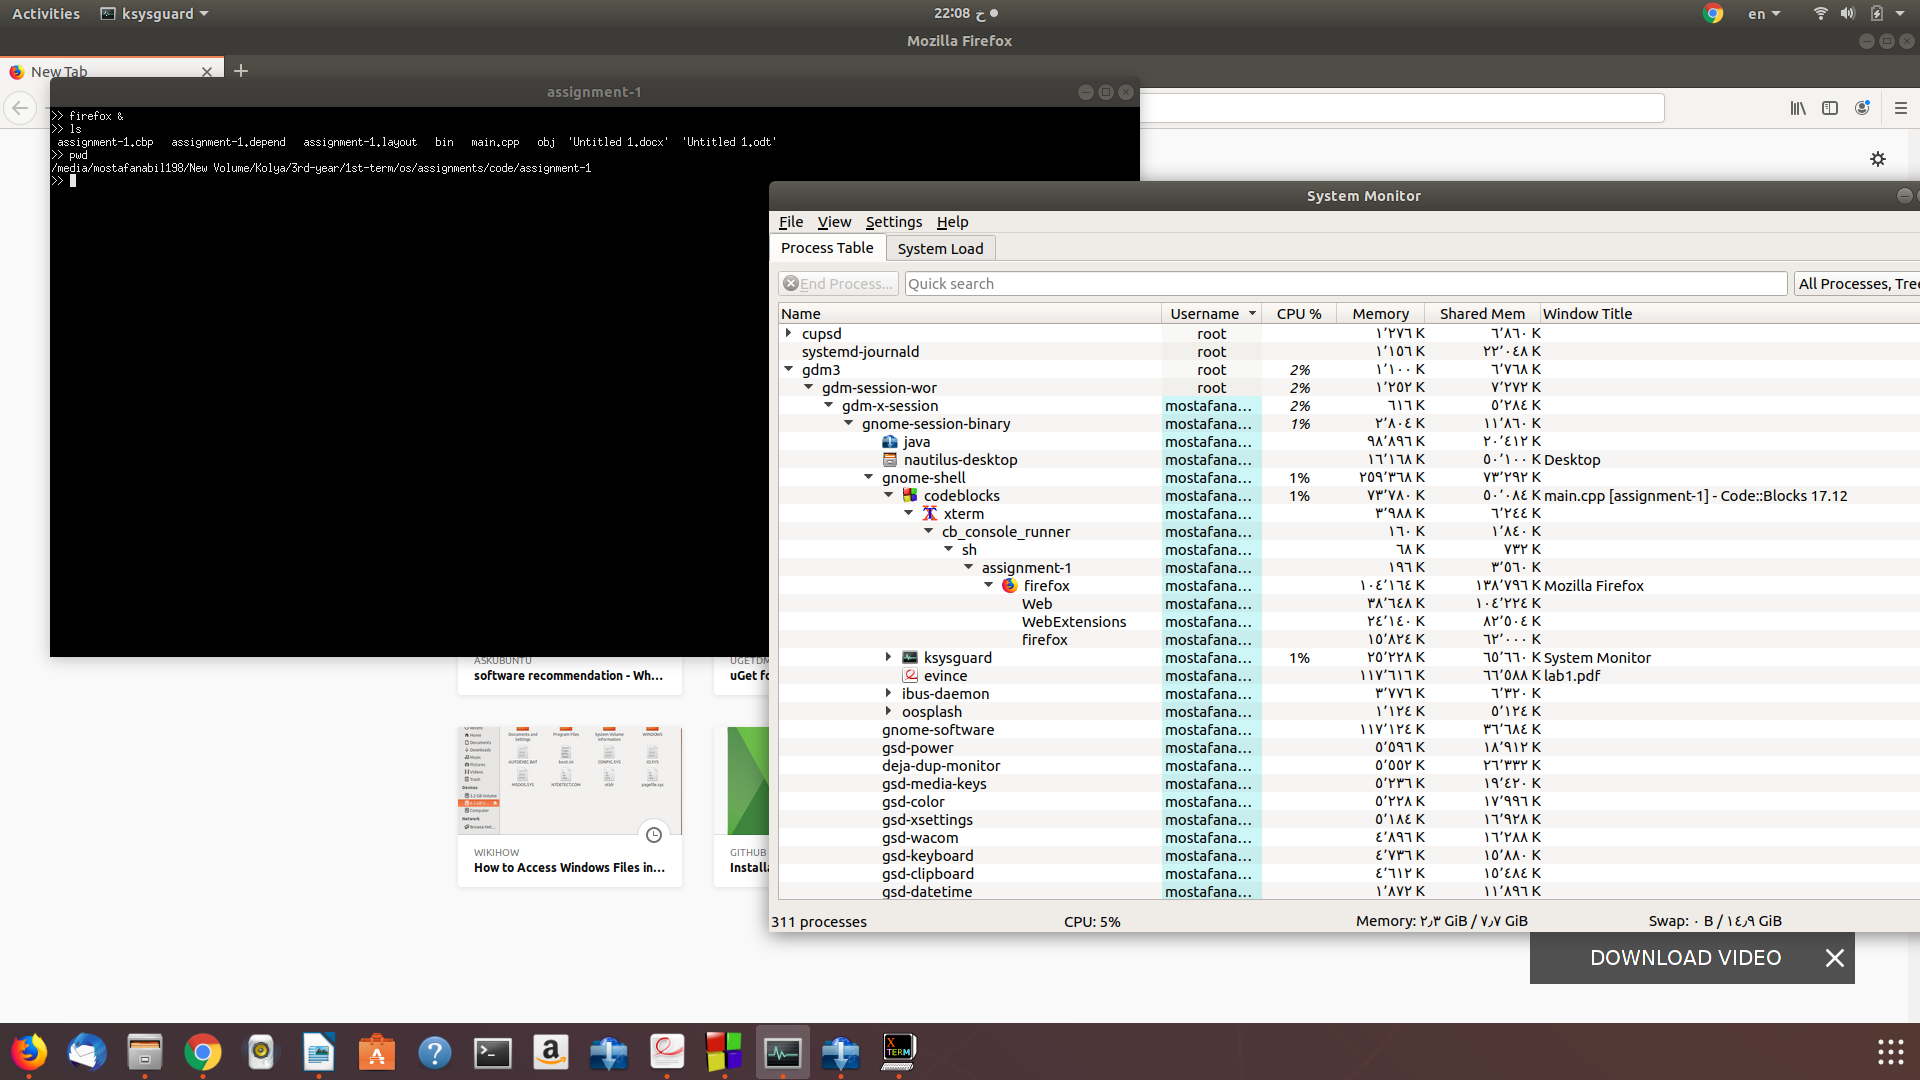 Activities ksysguard 22:08 ح en
Mozilla Firefox
New Tab
assignment-1
>> firefox &
>> ls
assignment-1.cbp assignment-1.depend assignment-1.layout bin main.cpp obj 'Untitled 1.docx' 'Untitled 1.odt'
>> pwd
/media/mostafanabil198/New Volume/Kolya/3rd-year/1st-term/os/assignments/code/assignment-1
>>
System Monitor
File View Settings Help
Process Table System Load
End Process... Quick search All Processes, Tree
Name Username CPU % Memory Shared Mem Window Title
cupsd root ١٬٢٧٦ K ٦٬٨٦٠ K
systemd-journald root ١٬١٥٦ K ٢٢٬٠٤٨ K
gdm3 root 2% ١٬١٠٠ K ٦٬٧٦٨ K
gdm-session-wor root 2% ١٬٢٥٢ K ٧٬٢٧٢ K
gdm-x-session mostafana... 2% ٦١٦ K ٥٬٢٨٤ K
gnome-session-binary mostafana... 1% ٢٬٨٠٤ K ١١٬٨٦٠ K
java mostafana... ٩٨٬٨٩٦ K ٢٠٬٤١٢ K
nautilus-desktop mostafana... ١٦٬١٦٨ K ٥٠٬١٠٠ K Desktop
gnome-shell mostafana... 1% ٢٥٩٬٣٦٨ K ٧٣٬٢٩٢ K
codeblocks mostafana... 1% ٧٣٬٧٨٠ K ٥٠٬٠٨٤ K main.cpp [assignment-1] - Code::Blocks 17.12
xterm mostafana... ٣٬٩٨٨ K ٦٬٢٤٤ K
cb_console_runner mostafana... ١٦٠ K ١٬٨٤٠ K
sh mostafana... ٦٨ K ٧٣٢ K
assignment-1 mostafana... ١٩٦ K ٣٬٥٦٠ K
firefox mostafana... ١٠٤٬١٦٤ K ١٣٨٬٧٩٦ K Mozilla Firefox
Web mostafana... ٣٨٬٦٤٨ K ١٠٤٬٢٢٤ K
WebExtensions mostafana... ٢٤٬١٤٠ K ٨٢٬٥٠٤ K
firefox mostafana... ١٥٬٨٢٤ K ٦٢٬٠٠٠ K
ksysguard mostafana... 1% ٢٥٬٢٢٨ K ٦٥٬٦٦٠ K System Monitor
evince mostafana... ١١٧٬٦١٦ K ٦٦٬٥٨٨ K lab1.pdf
ibus-daemon mostafana... ٣٬٧٧٦ K ٦٬٣٢٠ K
oosplash mostafana... ١٬١٢٤ K ٥٬١٢٤ K
gnome-software mostafana... ١١٧٬١٢٤ K ٣٦٬٦٨٤ K
gsd-power mostafana... ٥٬٥٩٦ K ١٨٬٩١٢ K
deja-dup-monitor mostafana... ٥٬٥٥٢ K ٢٦٬٣٣٢ K
gsd-media-keys mostafana... ٥٬٢٣٦ K ١٩٬٤٢٠ K
gsd-color mostafana... ٥٬٢٢٨ K ١٧٬٩٩٦ K
gsd-xsettings mostafana... ٥٬١٨٤ K ١٦٬٩٢٨ K
gsd-wacom mostafana... ٤٬٨٩٦ K ١٦٬٢٨٨ K
gsd-keyboard mostafana... ٤٬٧٣٦ K ١٥٬٨٨٠ K
gsd-clipboard mostafana... ٤٬٦١٢ K ١٥٬٤٨٤ K
gsd-datetime mostafana... ١٬٨٧٢ K ١١٬٨٩٦ K
311 processes CPU: 5% Memory: ٢٫٣ GiB / ٧٫٧ GiB Swap: ٠ B / ١٤٫٩ GiB
ASKUBUNTU
software recommendation - Wh...
UGETDM
uGet fo
WIKIHOW
How to Access Windows Files in...
GITHUB
Installa
DOWNLOAD VIDEO